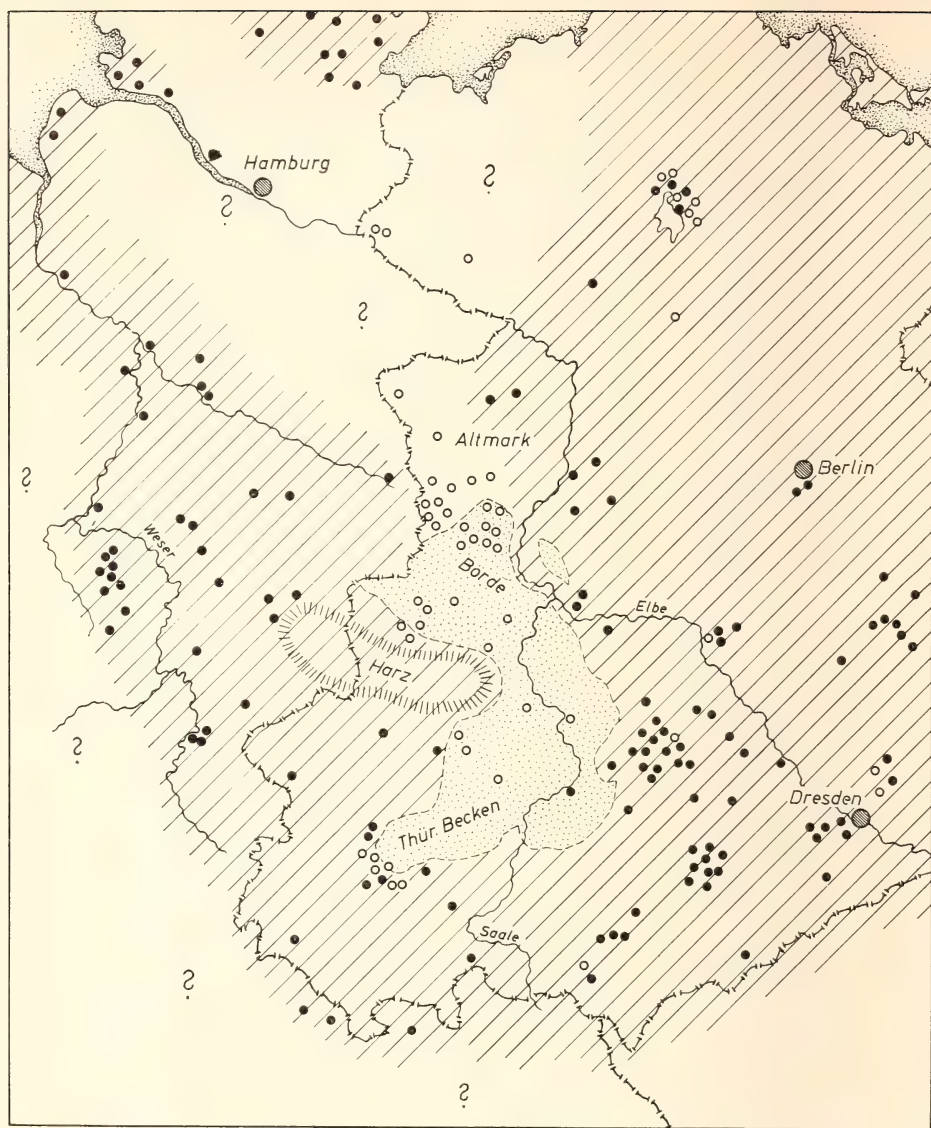 Hamburg
?
?
?
Altmark
Berlin
?
Weser
Börde
Elbe
Harz
?
Dresden
Thür. Becken
Saale
?
?